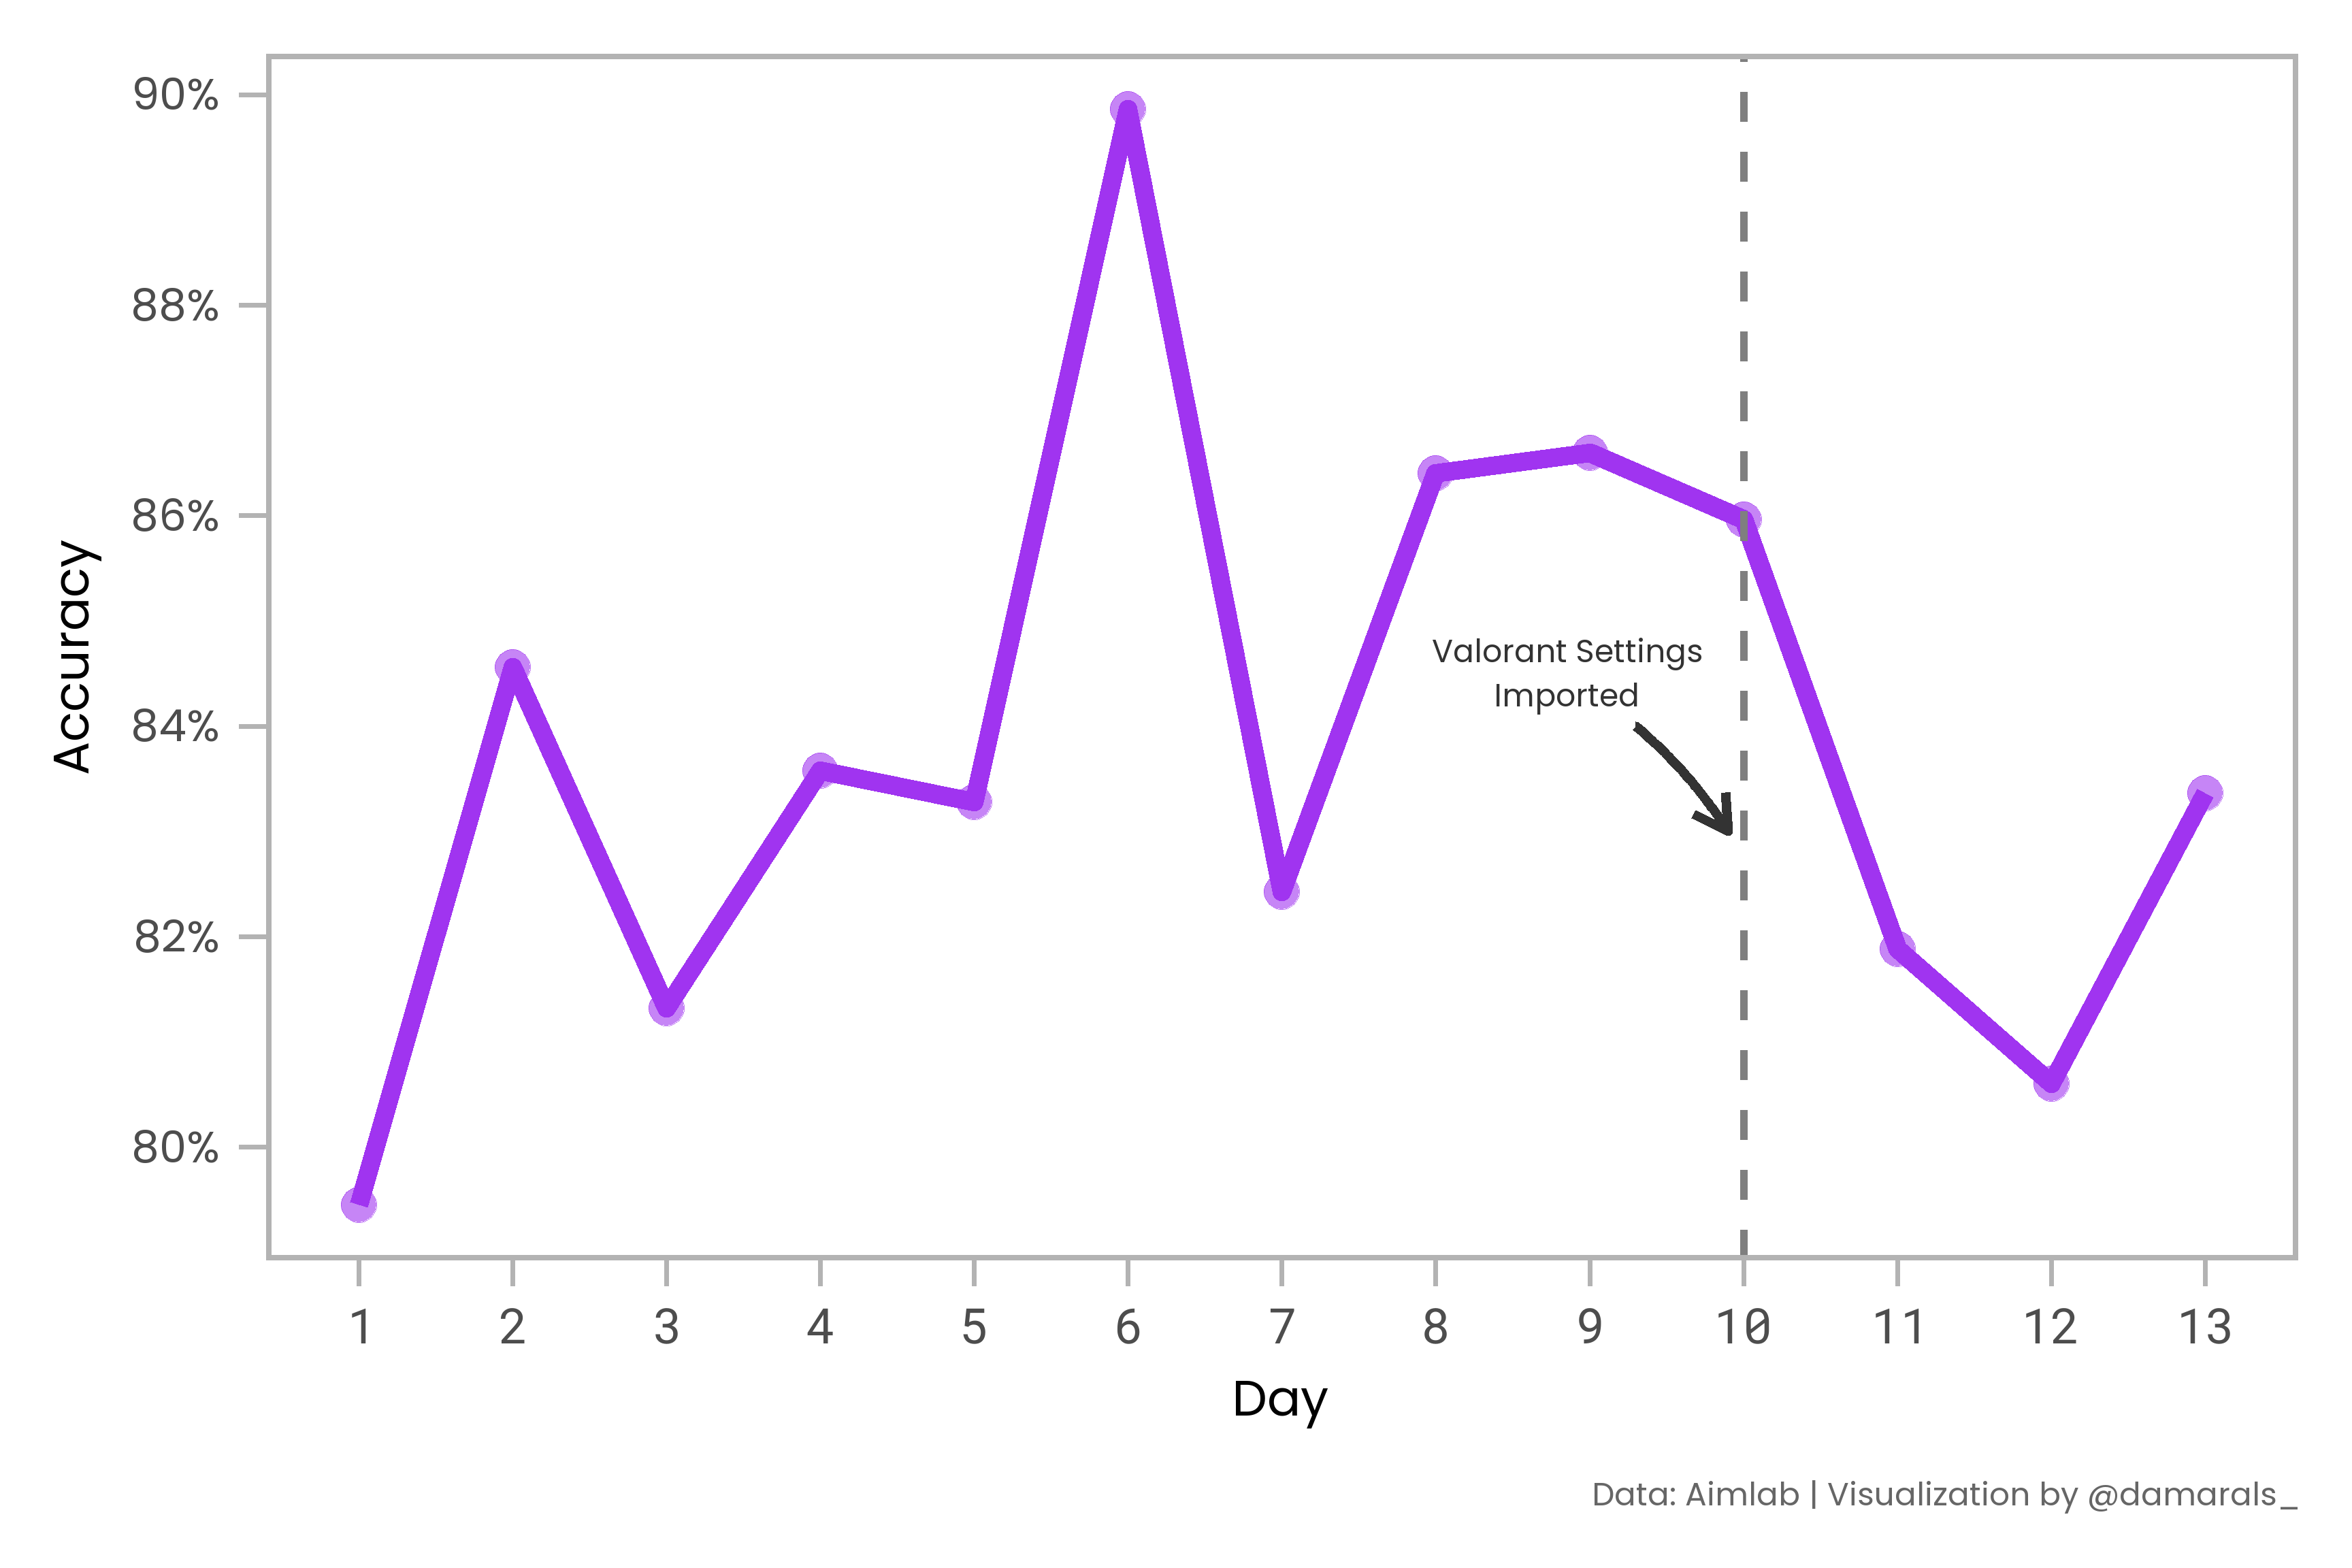 90%
88%
86%
84%
82%
80%
Accuracy
Valorant Settings
Imported
1 2 3 4 5 6 7 8 9 10 11 12 13
Day
Data: Aimlab | Visualization by @damarals_